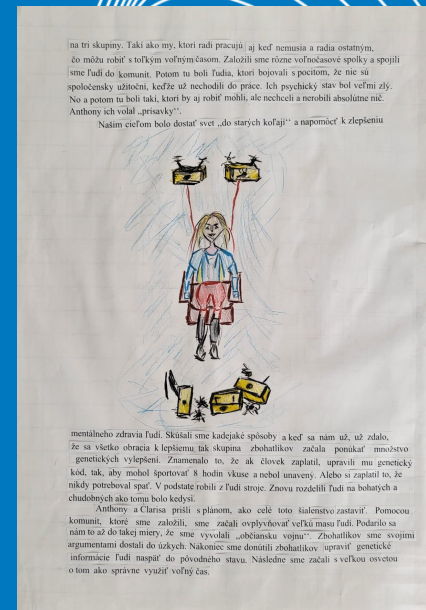 na tri skupiny. Takí ako my, ktorí radi pracujú aj keď nemusia a radia ostatným,
čo môžu robiť s toľkým voľným časom. Založili sme rôzne voľnočasové spolky a spojili
sme ľudí do komunit. Potom tu boli ľudia, ktorí bojovali s pocitom, že nie sú
spoločensky užitoční, keďže už nechodili do práce. Ich psychický stav bol veľmi zlý.
No a potom tu boli takí, ktorí by aj robiť mohli, ale nechceli a nerobili absolútne nič.
Anthony ich volal „prísavky“.
Naším cieľom bolo dostať svet „do starých koľají“ a napomôcť k zlepšeniu
mentálneho zdravia ľudí. Skúšali sme kadejaké spôsoby a keď sa nám už, už zdalo,
že sa všetko obracia k lepšiemu tak skupina zbohatlíkov začala ponúkať množstvo
genetických vylepšení. Znamenalo to, že ak človek zaplatil, upravili mu genetický
kód, tak, aby mohol športovať 8 hodín vkuse a nebol unavený. Alebo si zaplatil to, že
nikdy nepotreboval spať. V podstate robili z ľudí stroje. Znovu rozdelili ľudí na bohatých a
chudobných ako tomu bolo kedysi.
Anthony a Clarisa prišli s plánom, ako celé toto šialenstvo zastaviť. Pomocou
komunit, ktoré sme založili, sme začali ovplyvňovať veľkú masu ľudí. Podarilo sa
nám to až do takej miery, že sme vyvolali „občiansku vojnu“. Zbohatlíkov sme svojimi
argumentami dostali do úzkych. Nakoniec sme donútili zbohatlíkov upraviť genetické
informácie ľudí naspäť do pôvodného stavu. Následne sme začali s veľkou osvetou
o tom ako správne využiť voľný čas.